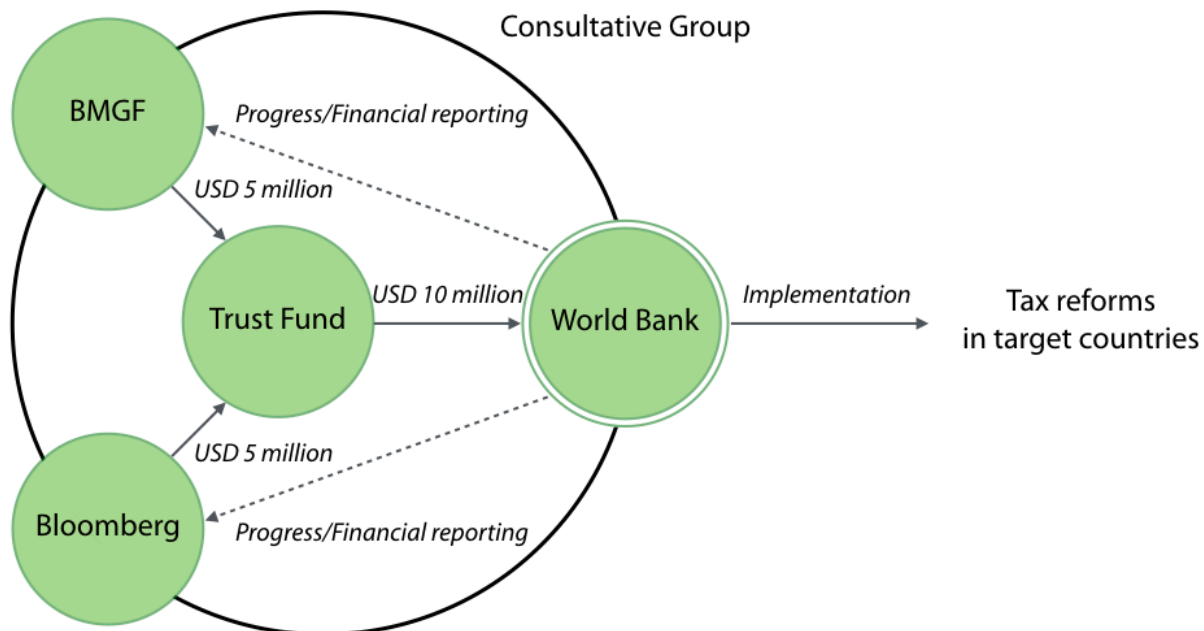 Consultative Group
BMGF
Progress/Financial reporting
USD 5 million
Trust Fund
USD 10 million
World Bank
Implementation
Tax reforms
in target countries
USD 5 million
Bloomberg
Progress/Financial reporting